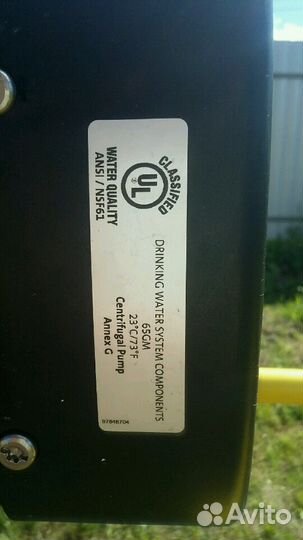 CLASSIFIED
UL
WATER QUALITY
ANSI / NSF61
DRINKING WATER SYSTEM COMPONENTS
65GM
23°C/73°F
Centrifugal Pump
Annex G
97848704
Avito